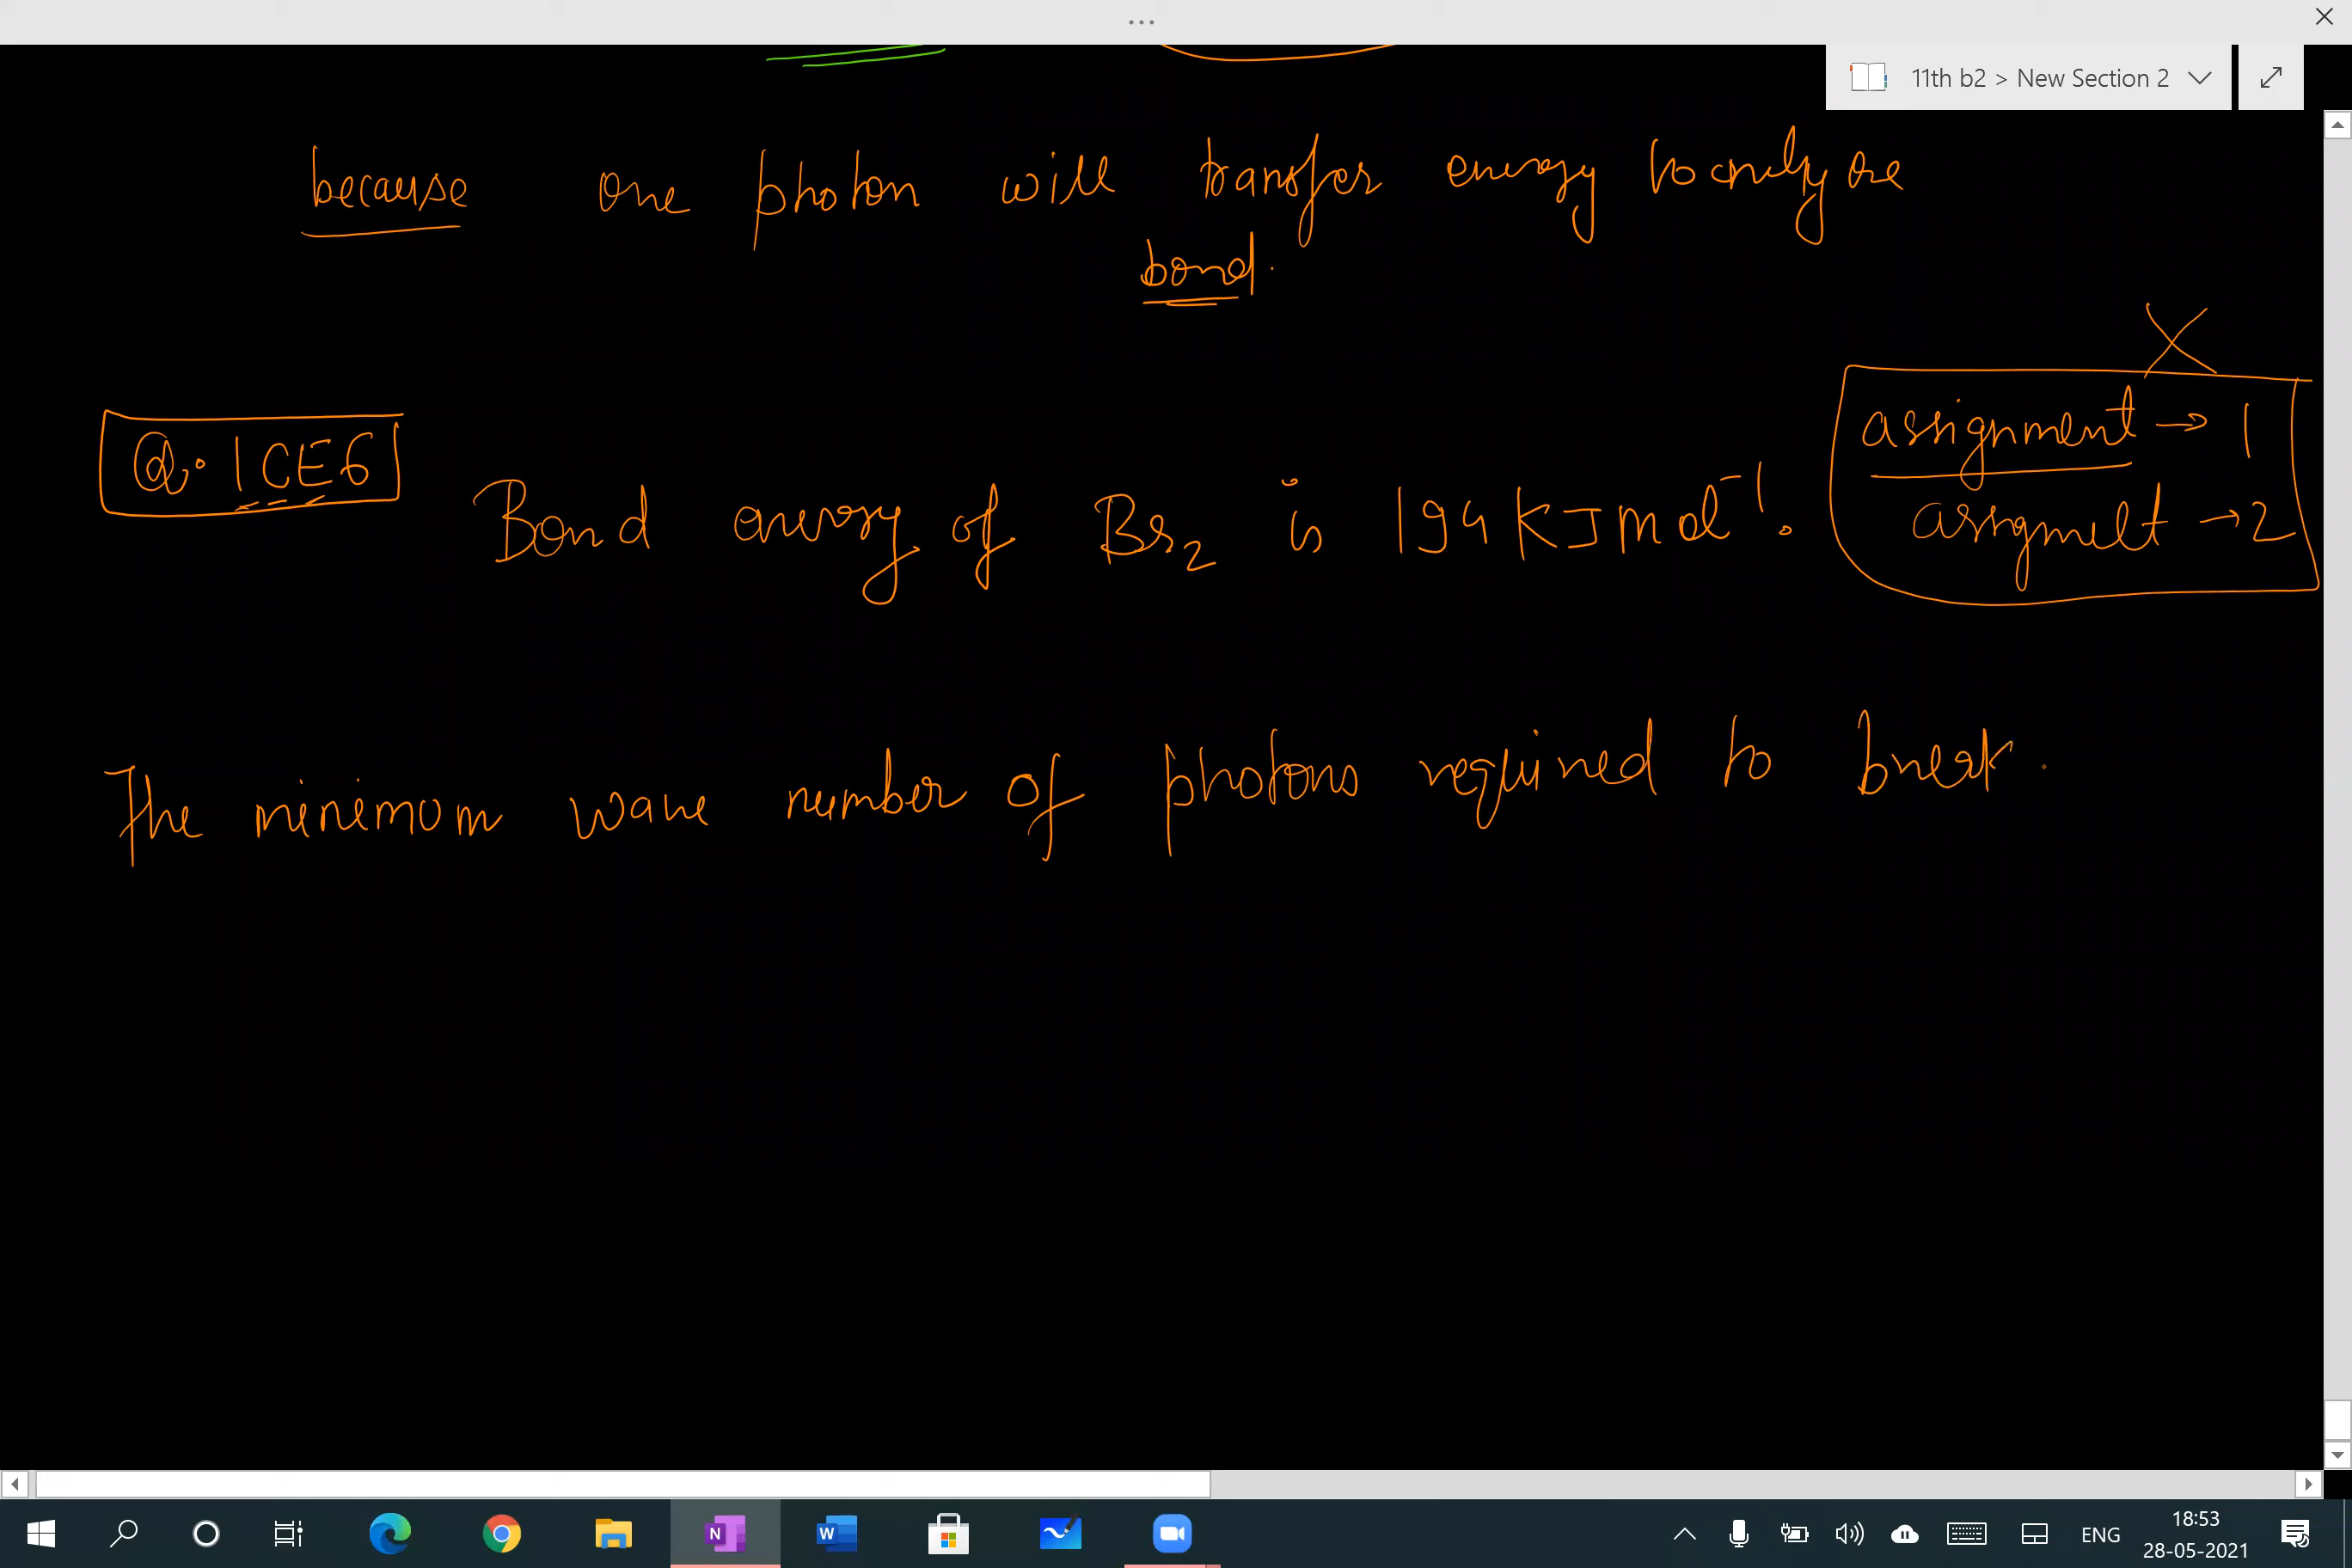 11th b2 > New Section 2
because one photon will transfer energy to only one
bond.
assignment → 1
Q. ICE6
assignment → 2
Bond energy of Br2 is 194 KJ mol-1.
The minimum wave number of photons required to break
N
W
ENG
18:53
28-05-2021